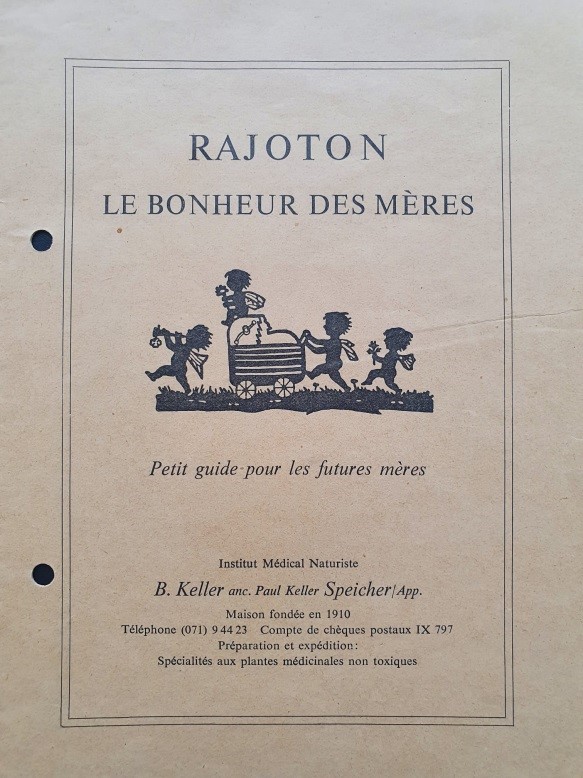 RAJOTON
LE BONHEUR DES MÈRES
Petit guide pour les futures mères
Institut Médical Naturiste
B. Keller anc. Paul Keller Speicher/App.
Maison fondée en 1910
Téléphone (071) 9 44 23 Compte de chèques postaux IX 797
Préparation et expédition:
Spécialités aux plantes médicinales non toxiques